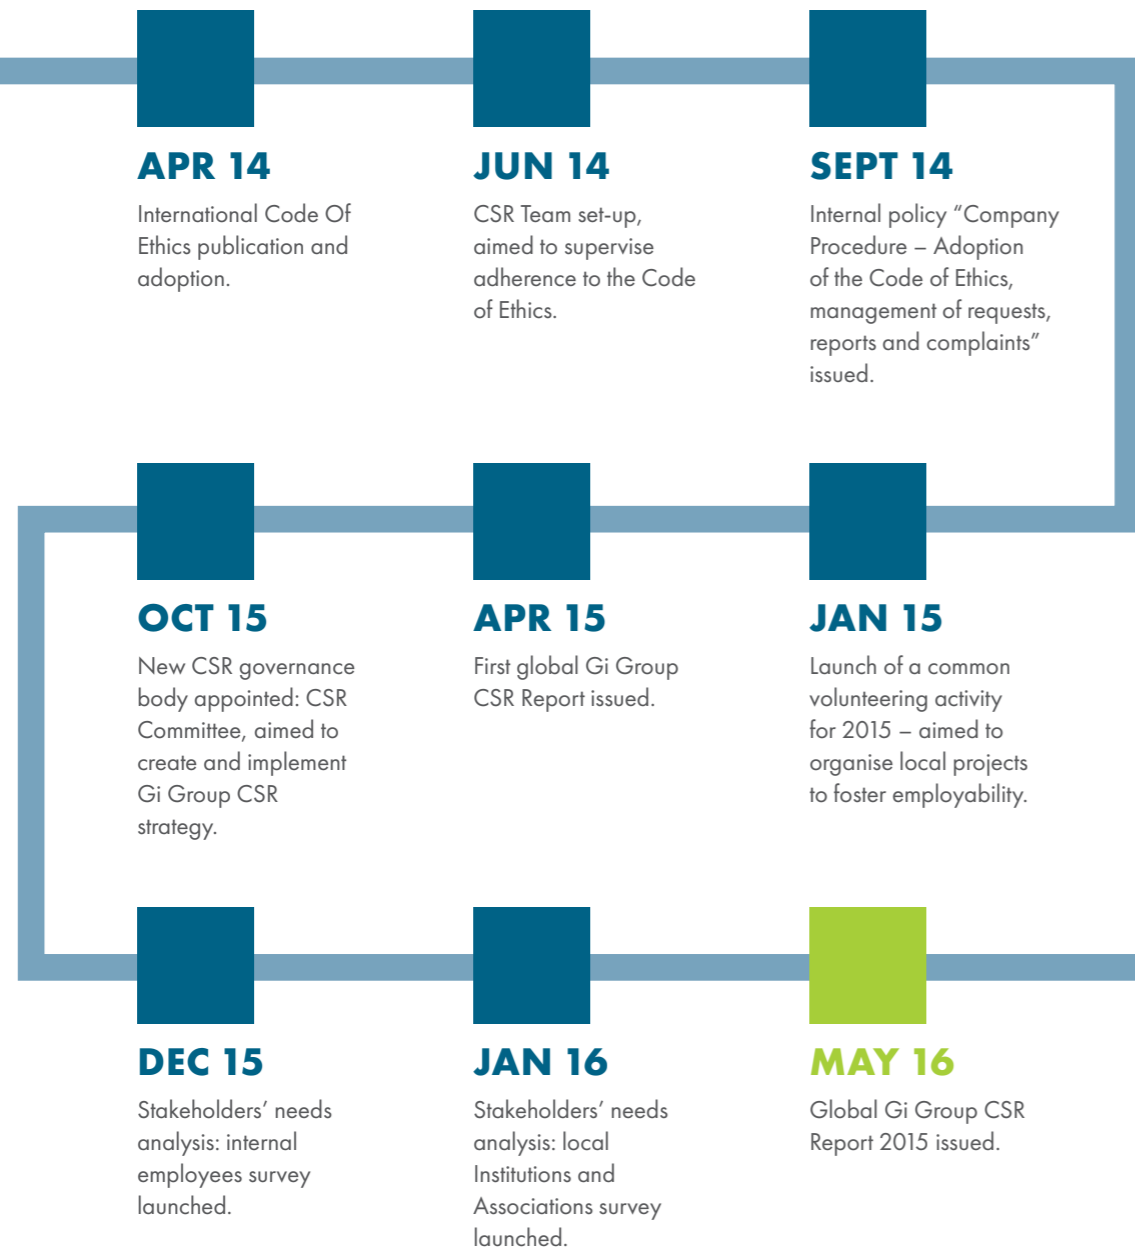 APR 14
International Code Of
Ethics publication and
adoption.
JUN 14
CSR Team set-up,
aimed to supervise
adherence to the Code
of Ethics.
SEPT 14
Internal policy “Company
Procedure – Adoption
of the Code of Ethics,
management of requests,
reports and complaints”
issued.
OCT 15
New CSR governance
body appointed: CSR
Committee, aimed to
create and implement
Gi Group CSR
strategy.
APR 15
First global Gi Group
CSR Report issued.
JAN 15
Launch of a common
volunteering activity
for 2015 – aimed to
organise local projects
to foster employability.
DEC 15
Stakeholders’ needs
analysis: internal
employees survey
launched.
JAN 16
Stakeholders’ needs
analysis: local
Institutions and
Associations survey
launched.
MAY 16
Global Gi Group CSR
Report 2015 issued.